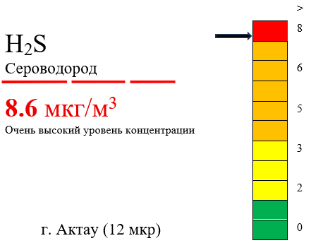 H₂S
Сероводород
8.6 мкг/м³
Очень высокий уровень концентрации
г. Актау (12 мкр)
>
8
6
5
3
2
0